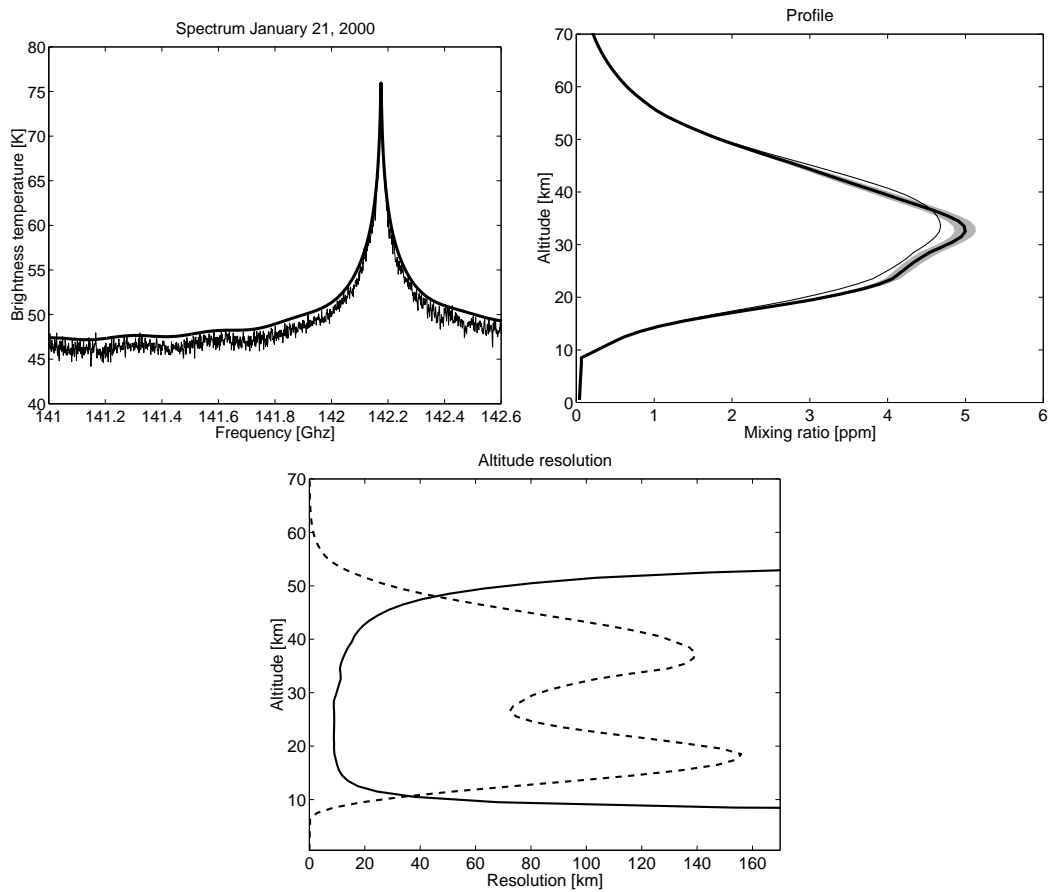 Spectrum January 21, 2000
80
75
70
65
60
55
50
45
40
Brightness temperature [K]
141 141.2 141.4 141.6 141.8 142 142.2 142.4 142.6
Frequency [Ghz]
Profile
70
60
50
40
30
20
10
0
Altitude [km]
0 1 2 3 4 5 6
Mixing ratio [ppm]
Altitude resolution
70
60
50
40
30
20
10
Altitude [km]
0 20 40 60 80 100 120 140 160
Resolution [km]